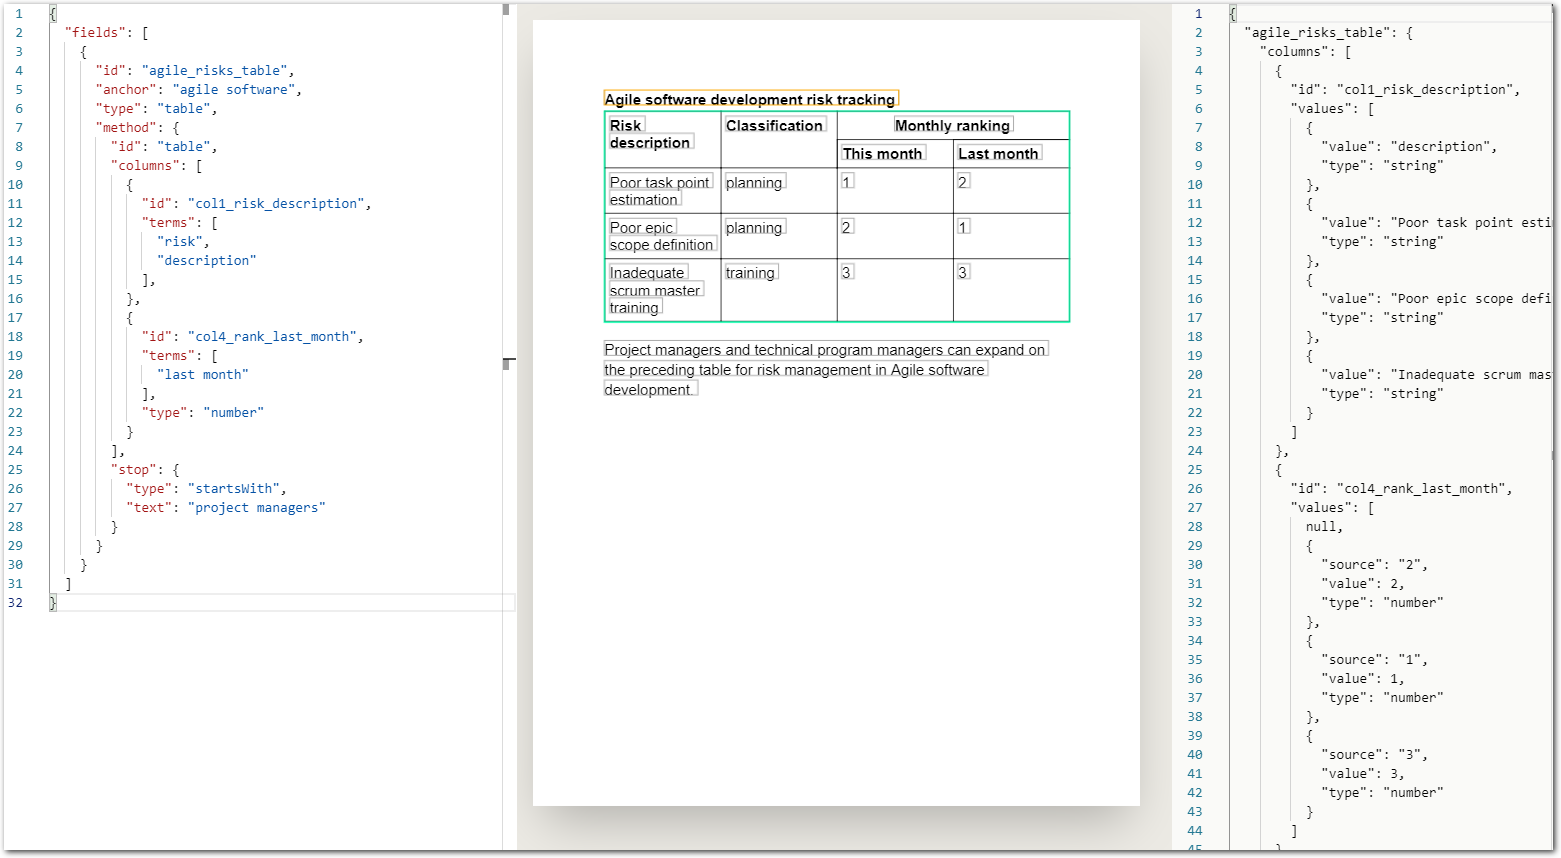 1 {
2 "fields": [
3 {
4 "id": "agile_risks_table",
5 "anchor": "agile software",
6 "type": "table",
7 "method": {
8 "id": "table",
9 "columns": [
10 {
11 "id": "col1_risk_description",
12 "terms": [
13 "risk",
14 "description"
15 ],
16 },
17 {
18 "id": "col4_rank_last_month",
19 "terms": [
20 "last month"
21 ],
22 "type": "number"
23 }
24 ],
25 "stop": {
26 "type": "startsWith",
27 "text": "project managers"
28 }
29 }
30 }
31 ]
32 }
Agile software development risk tracking
Risk description Classification Monthly ranking
This month Last month
Poor task point estimation planning 1 2
Poor epic scope definition planning 2 1
Inadequate scrum master training training 3 3
Project managers and technical program managers can expand on
the preceding table for risk management in Agile software
development.
1 {
2 "agile_risks_table": {
3 "columns": [
4 {
5 "id": "col1_risk_description",
6 "values": [
7 {
8 "value": "description",
9 "type": "string"
10 },
11 {
12 "value": "Poor task point esti
13 "type": "string"
14 },
15 {
16 "value": "Poor epic scope defi
17 "type": "string"
18 },
19 {
20 "value": "Inadequate scrum mas
21 "type": "string"
22 }
23 ]
24 },
25 {
26 "id": "col4_rank_last_month",
27 "values": [
28 null,
29 {
30 "source": "2",
31 "value": 2,
32 "type": "number"
33 },
34 {
35 "source": "1",
36 "value": 1,
37 "type": "number"
38 },
39 {
40 "source": "3",
41 "value": 3,
42 "type": "number"
43 }
44 ]